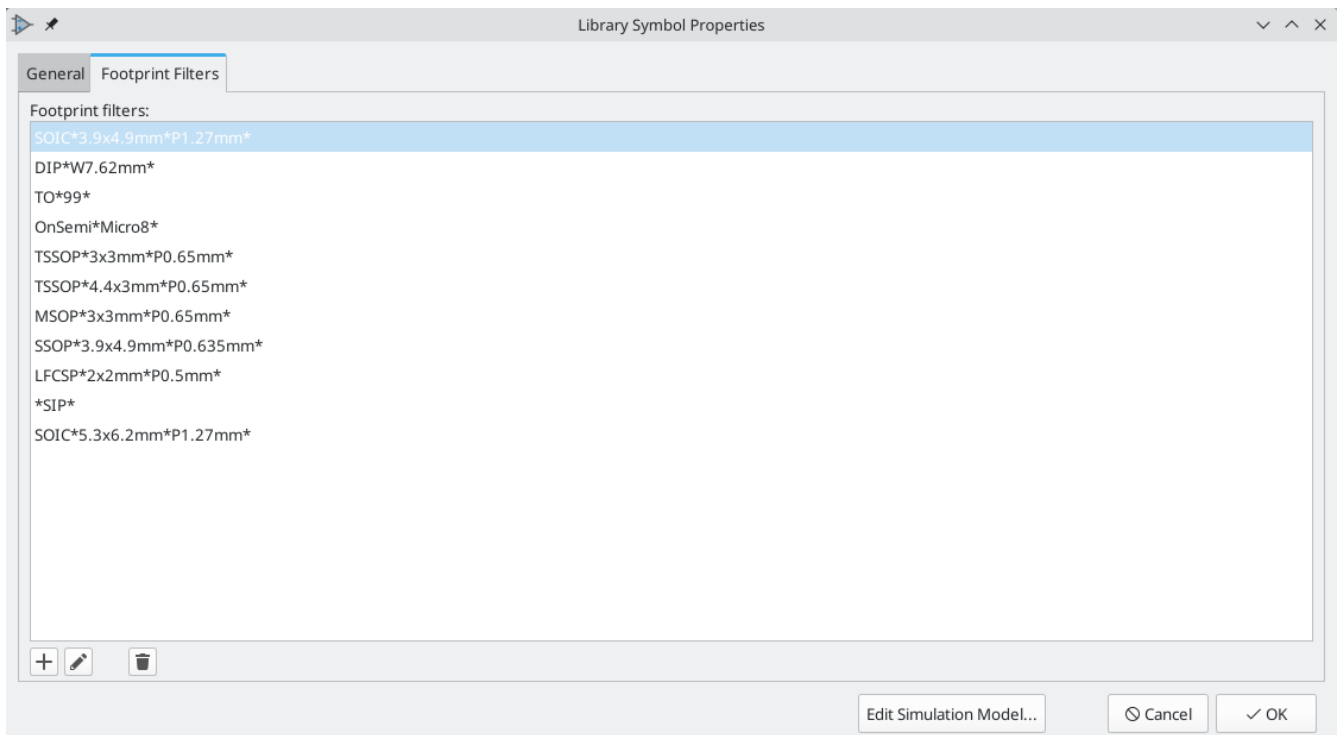 Library Symbol Properties
General Footprint Filters
Footprint filters:
SOIC*3.9x4.9mm*P1.27mm*
DIP*W7.62mm*
TO*99*
OnSemi*Micro8*
TSSOP*3x3mm*P0.65mm*
TSSOP*4.4x3mm*P0.65mm*
MSOP*3x3mm*P0.65mm*
SSOP*3.9x4.9mm*P0.635mm*
LFCSP*2x2mm*P0.5mm*
*SIP*
SOIC*5.3x6.2mm*P1.27mm*
Edit Simulation Model... Cancel OK